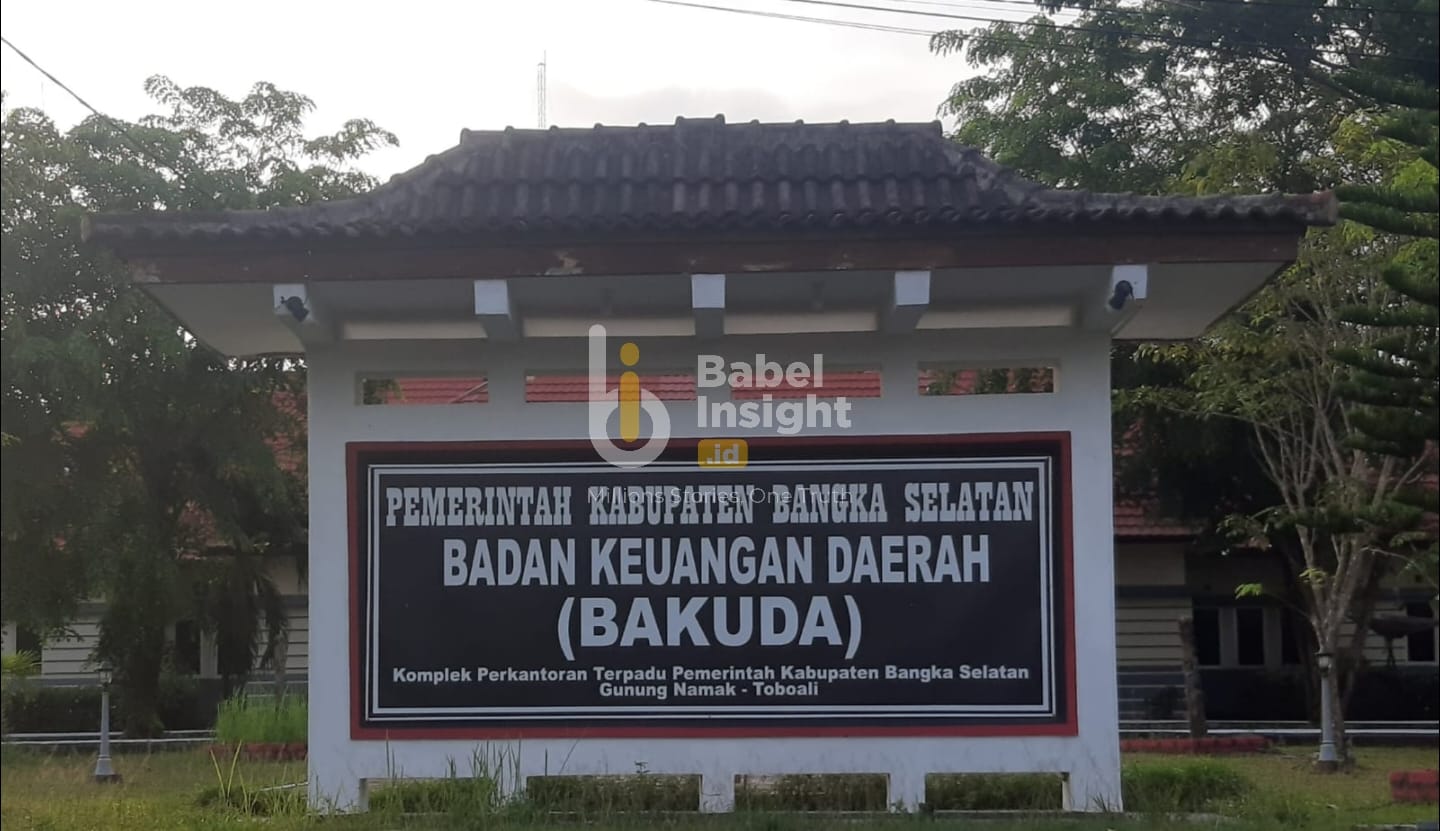 Babel
Insight
.id
Millians Stories, One Truth
PEMERINTAH KABUPATEN BANGKA SELATAN
BADAN KEUANGAN DAERAH
(BAKUDA)
Komplek Perkantoran Terpadu Pemerintah Kabupaten Bangka Selatan
Gunung Namak - Toboali